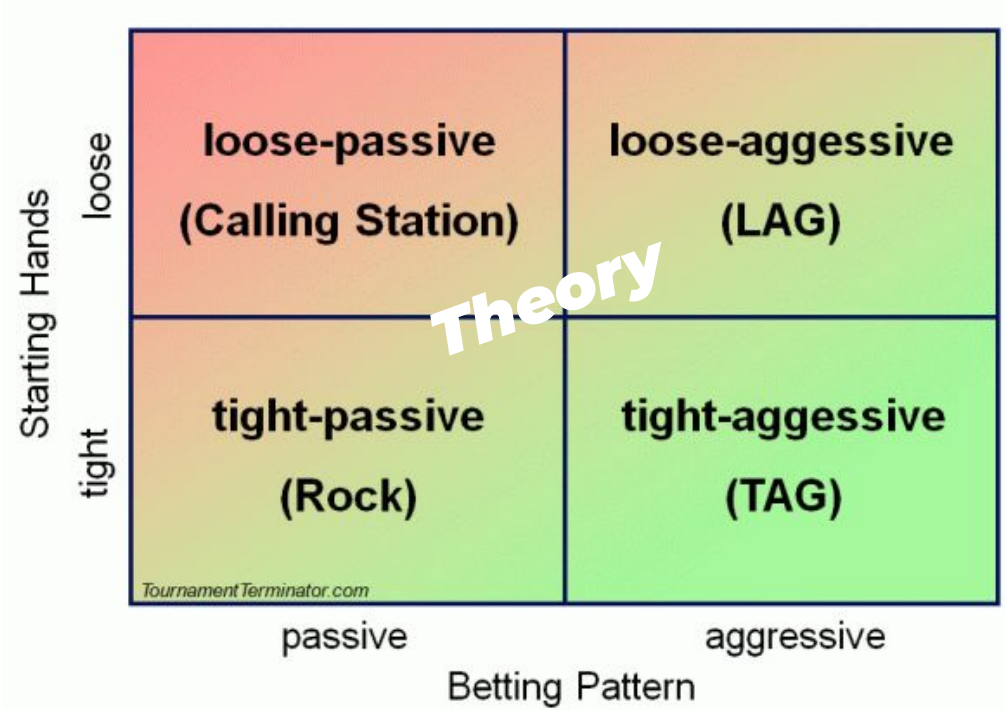 Starting Hands
loose
loose-passive
(Calling Station)
loose-aggessive
(LAG)
Theory
tight
tight-passive
(Rock)
tight-aggessive
(TAG)
TournamentTerminator.com
passive
aggressive
Betting Pattern